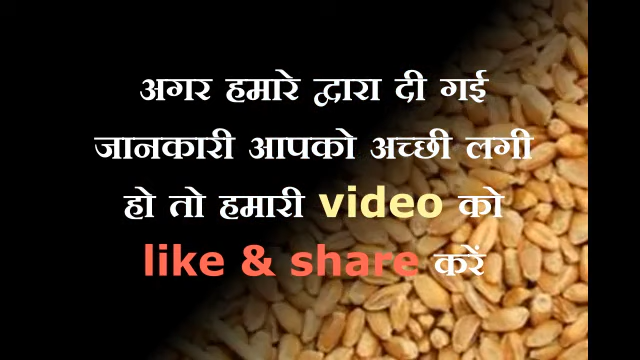 अगर हमारे द्वारा दी गई
जानकारी आपको अच्छी लगी
हो तो हमारी video को
like & share करें